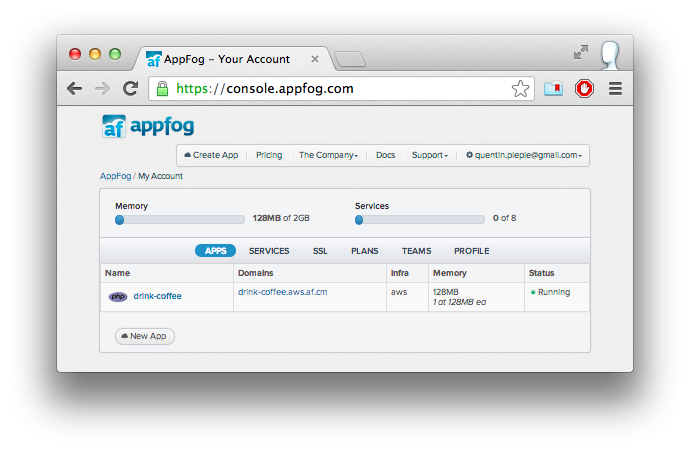 AppFog – Your Account
https://console.appfog.com
af appfog
Create App Pricing The Company Docs Support quentin.pleple@gmail.com
AppFog / My Account
Memory Services
128MB of 2GB 0 of 8
APPS SERVICES SSL PLANS TEAMS PROFILE
Name Domains Infra Memory Status
php drink-coffee drink-coffee.aws.af.cm aws 128MB Running
1 at 128MB ea
New App